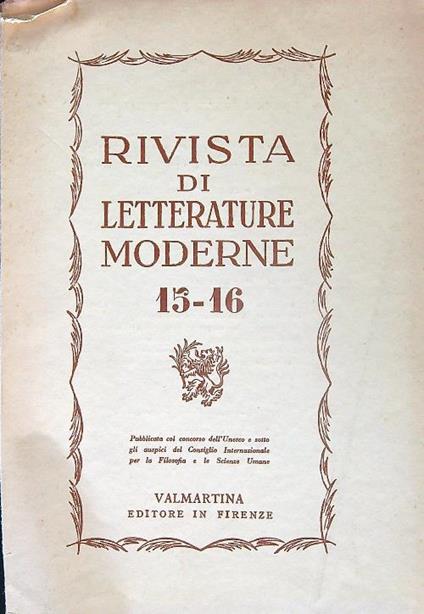 RIVISTA
DI
LETTERATURE
MODERNE
15-16
Pubblicata col concorso dell'Unesco e sotto
gli auspici del Consiglio Internazionale
per la Filosofia e le Scienze Umane
VALMARTINA
EDITORE IN FIRENZE